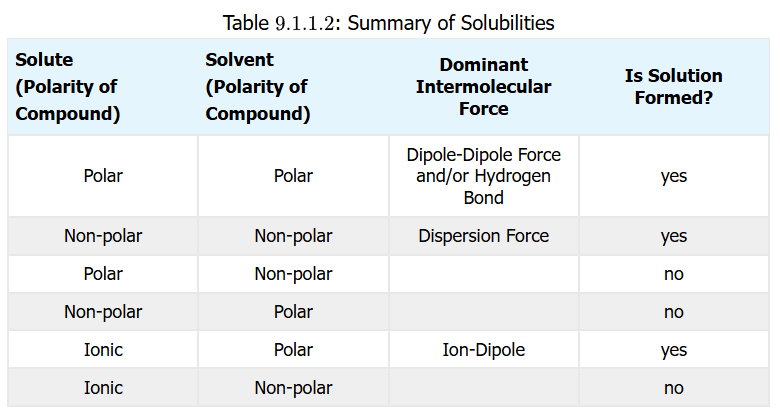 Table 9.1.1.2: Summary of Solubilities
Solute
(Polarity of
Compound)
Solvent
(Polarity of
Compound)
Dominant
Intermolecular
Force
Is Solution
Formed?
Polar
Polar
Dipole-Dipole Force
and/or Hydrogen
Bond
yes
Non-polar
Non-polar
Dispersion Force
yes
Polar
Non-polar
no
Non-polar
Polar
no
Ionic
Polar
Ion-Dipole
yes
Ionic
Non-polar
no